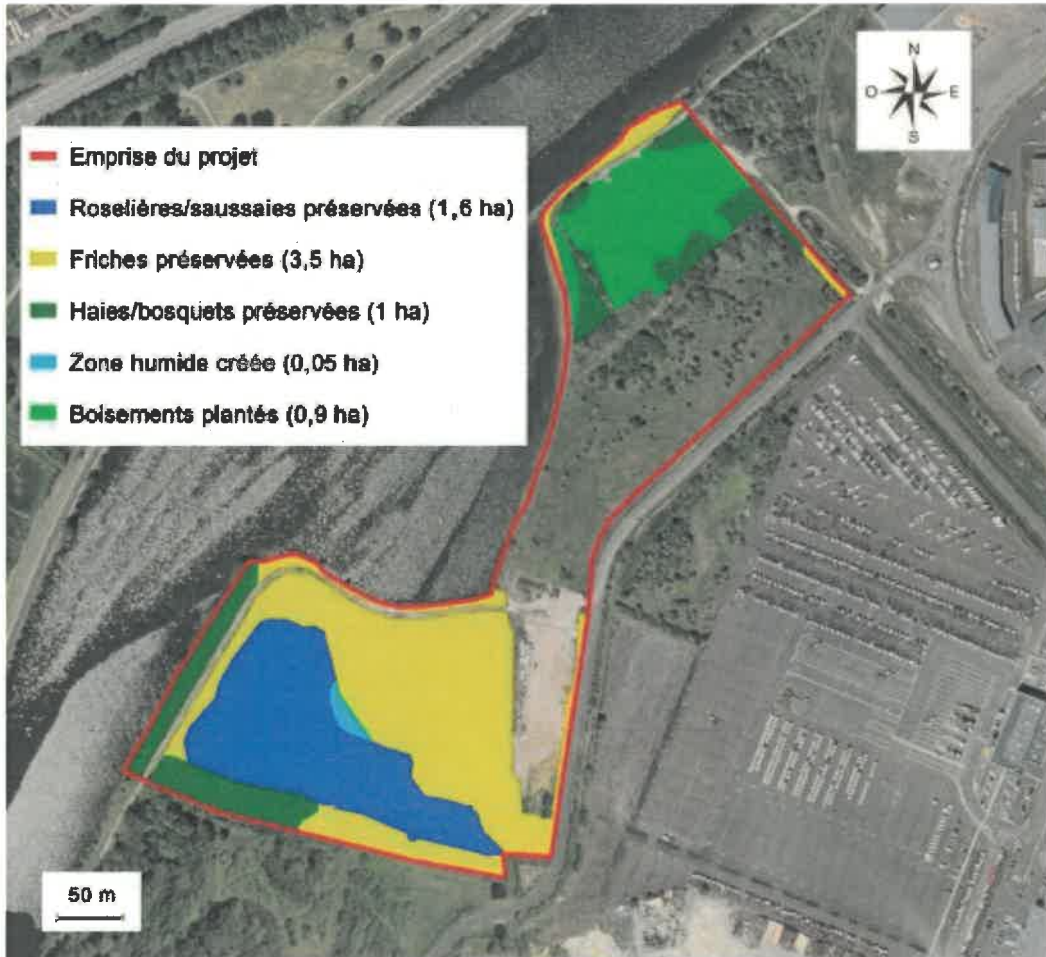 N
O E
S
Emprise du projet
Roselières/saussaies préservées (1,6 ha)
Friches préservées (3,5 ha)
Haies/bosquets préservées (1 ha)
Zone humide créée (0,05 ha)
Boisements plantés (0,9 ha)
50 m